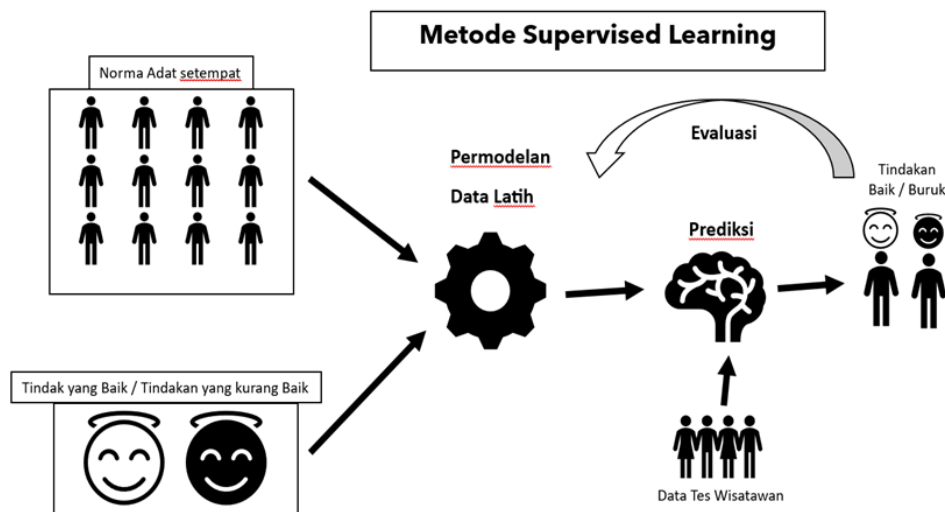 Metode Supervised Learning
Norma Adat setempat
Evaluasi
Permodelan
Data Latih
Tindakan
Baik / Buruk
Prediksi
Tindak yang Baik / Tindakan yang kurang Baik
Data Tes Wisatawan